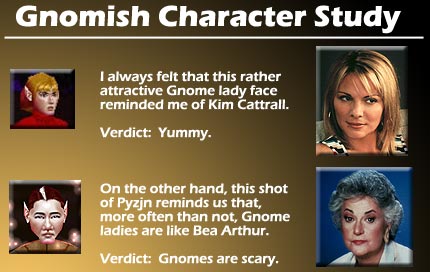 Gnomish Character Study
I always felt that this rather
attractive Gnome lady face
reminded me of Kim Cattrall.
Verdict: Yummy.
On the other hand, this shot
of Pyzjn reminds us that,
more often than not, Gnome
ladies are like Bea Arthur.
Verdict: Gnomes are scary.